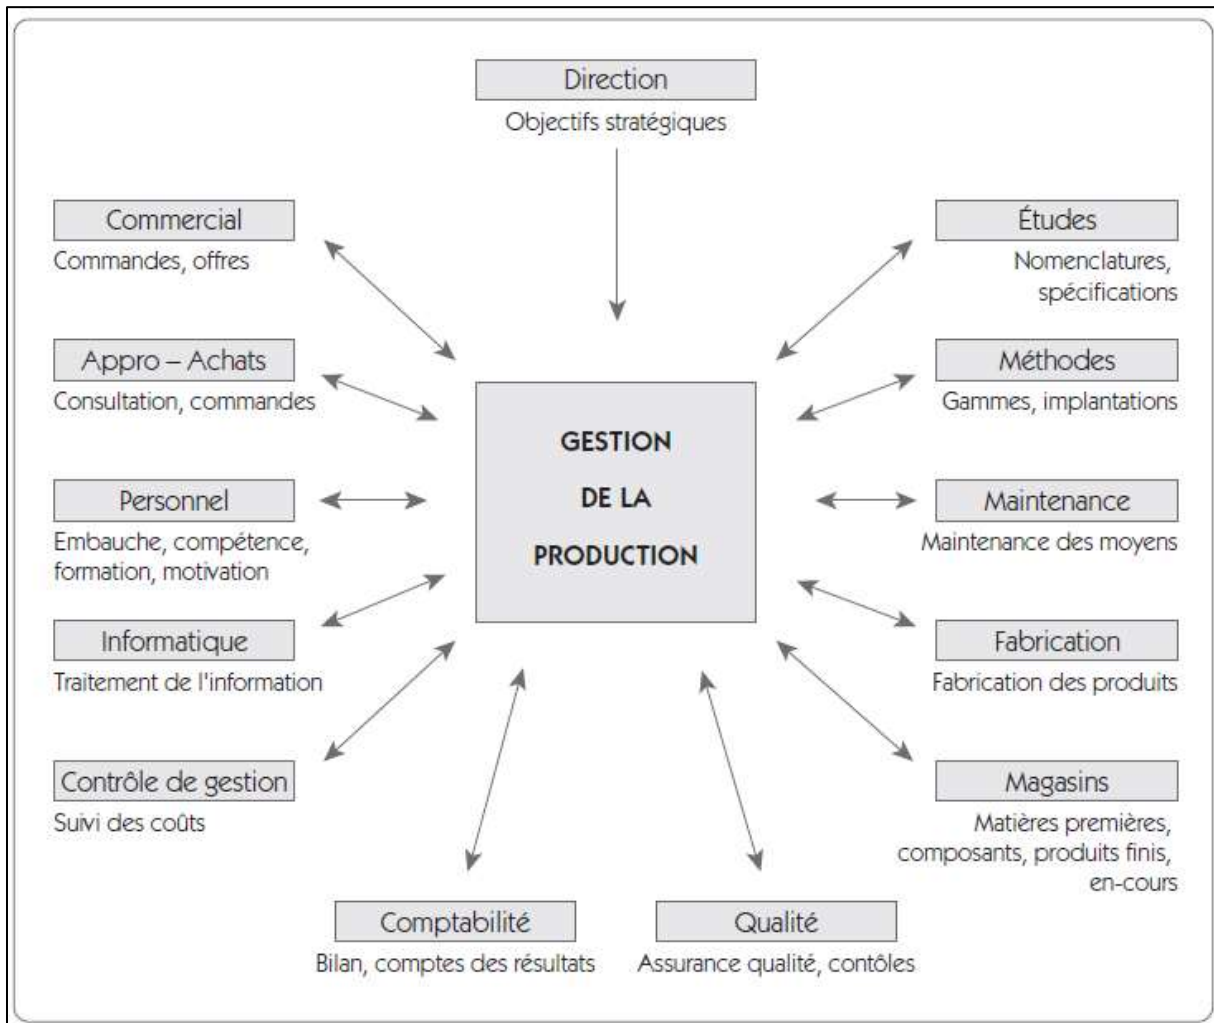 Direction
Objectifs stratégiques
Commercial
Commandes, offres
Appro – Achats
Consultation, commandes
Personnel
Embauche, compétence,
formation, motivation
Informatique
Traitement de l'information
Contrôle de gestion
Suivi des coûts
GESTION
DE LA
PRODUCTION
Études
Nomenclatures,
spécifications
Méthodes
Gammes, implantations
Maintenance
Maintenance des moyens
Fabrication
Fabrication des produits
Magasins
Matières premières,
composants, produits finis,
en-cours
Comptabilité
Bilan, comptes des résultats
Qualité
Assurance qualité, contôles